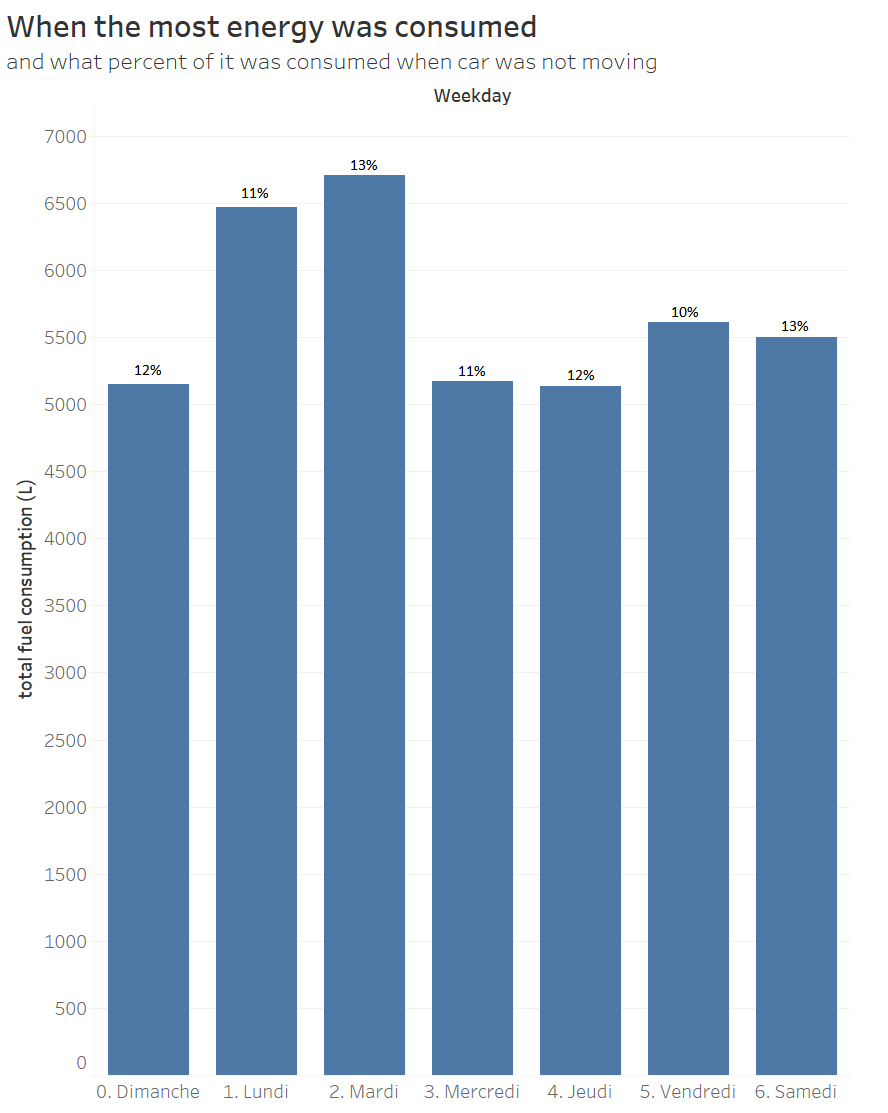 When the most energy was consumed
and what percent of it was consumed when car was not moving
Weekday
total fuel consumption (L)
7000
6500
6000
5500
5000
4500
4000
3500
3000
2500
2000
1500
1000
500
0
12%
11%
13%
11%
12%
10%
13%
0. Dimanche
1. Lundi
2. Mardi
3. Mercredi
4. Jeudi
5. Vendredi
6. Samedi